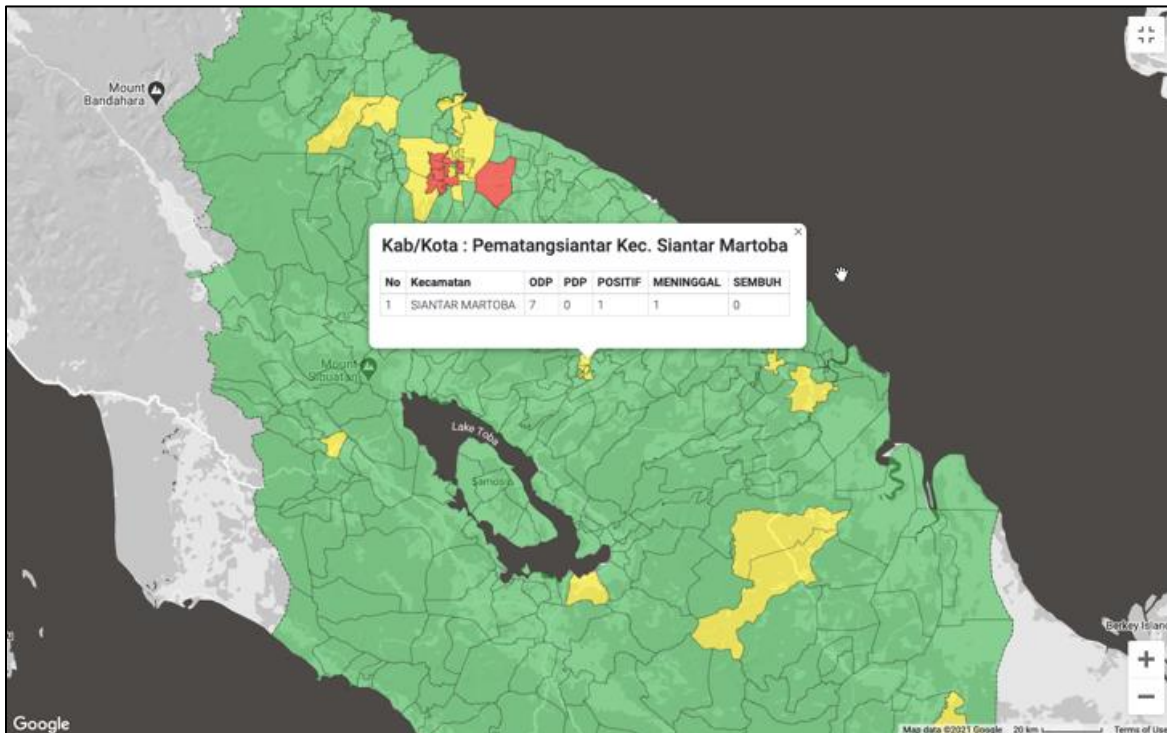 Mount
Bandahara
Kab/Kota : Pematangsiantar Kec. Siantar Martoba
×
No Kecamatan ODP PDP POSITIF MENINGGAL SEMBUH
1 SIANTAR MARTOBA 7 0 1 1 0
Mount
Sibuatan
Lake Toba
Samosir
Berkey Island
+
−
Google
Map data ©2021 Google 20 km Terms of Use